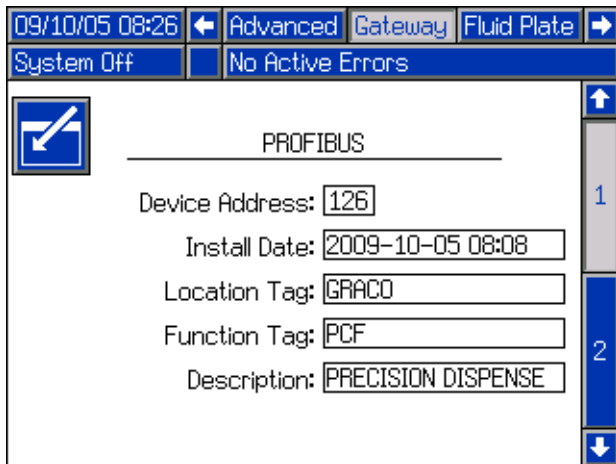 09/10/05 08:26 Advanced Gateway Fluid Plate
System Off No Active Errors
PROFIBUS
1
Device Address: 126
Install Date: 2009-10-05 08:08
Location Tag: GRACO
Function Tag: PCF
2
Description: PRECISION DISPENSE